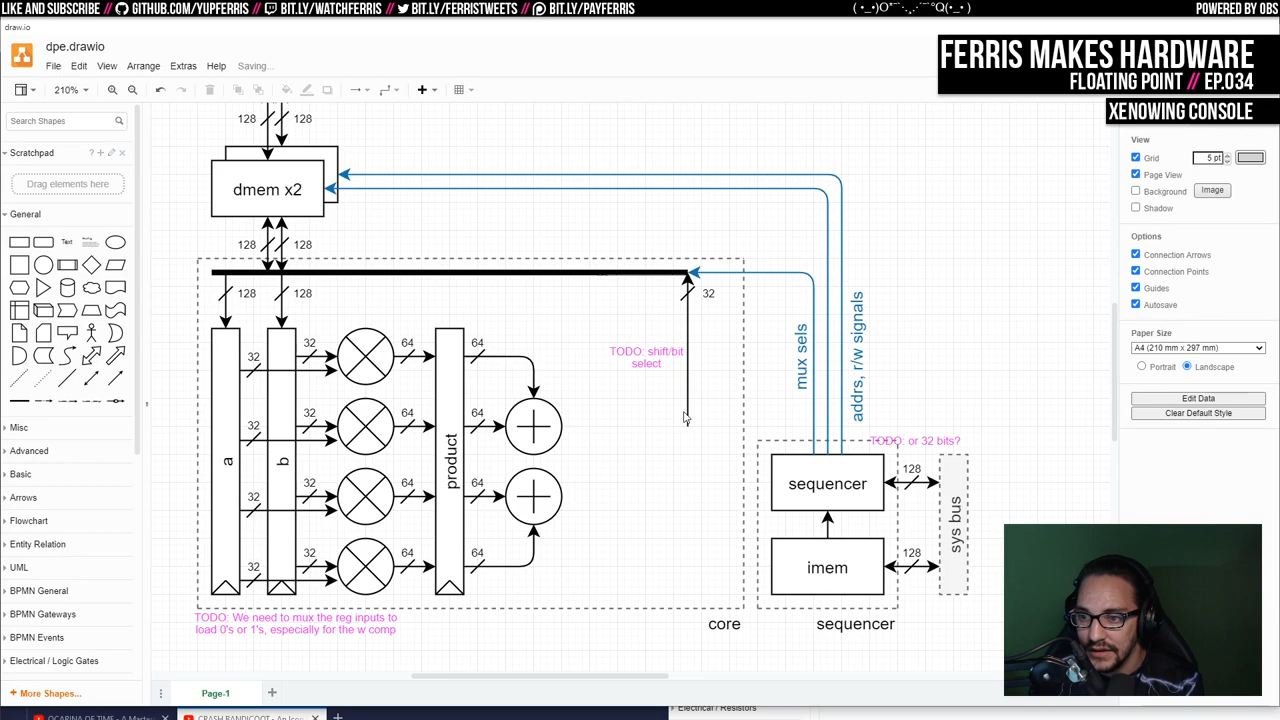 LIKE AND SUBSCRIBE // GITHUB.COM/YUPFERRIS // BIT.LY/WATCHFERRIS // BIT.LY/FERRISTWEETS // BIT.LY/PAYFERRIS
POWERED BY OBS
draw.io
dpe.drawio
File Edit View Arrange Extras Help Saving...
FERRIS MAKES HARDWARE
FLOATING POINT // EP.034
XENOWING CONSOLE
210%
Search Shapes
Scratchpad
Drag elements here
General
Text
Misc
Advanced
Basic
Arrows
Flowchart
Entity Relation
UML
BPMN General
BPMN Gateways
BPMN Events
Electrical / Logic Gates
+ More Shapes...
128 128
dmem x2
128 128
128 128
32
TODO: shift/bit
select
mux sels
addrs, r/w signals
a
b
product
32 32 64 64
32 32 64 64
32 32 64 64
32 32 64 64
TODO: We need to mux the reg inputs to
load 0's or 1's, especially for the w comp
core
TODO: or 32 bits?
sequencer
128
sys bus
imem
128
sequencer
View
Grid 5 pt
Page View
Background Image
Shadow
Options
Connection Arrows
Connection Points
Guides
Autosave
Paper Size
A4 (210 mm x 297 mm)
Portrait Landscape
Edit Data
Clear Default Style
Page-1
Electrical / Resistors